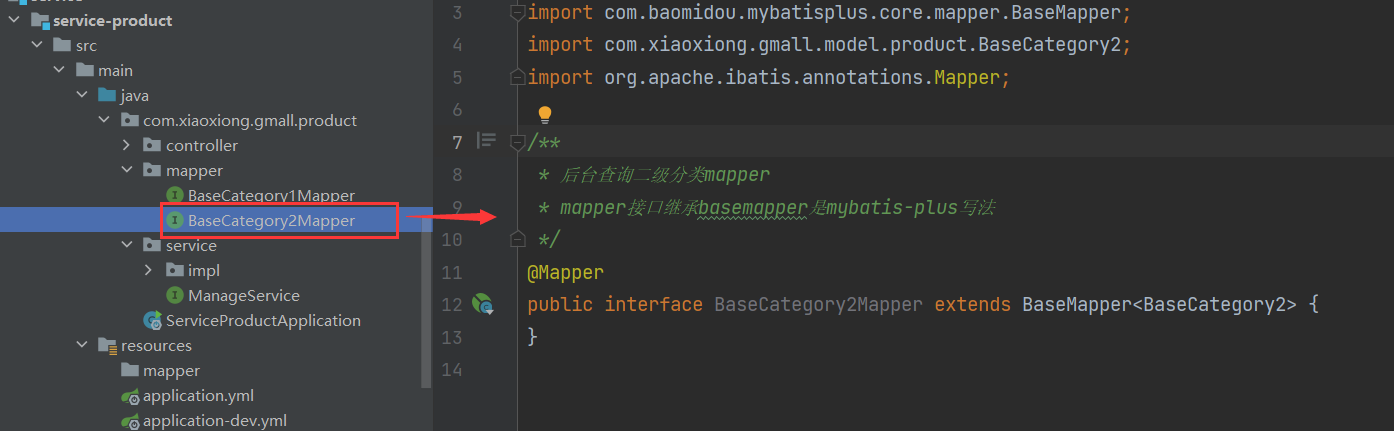 service
service-product
src
main
java
com.xiaoxiong.gmall.product
controller
mapper
BaseCategory1Mapper
BaseCategory2Mapper
service
impl
ManageService
ServiceProductApplication
resources
mapper
application.yml
application-dev.yml
3 import com.baomidou.mybatisplus.core.mapper.BaseMapper;
4 import com.xiaoxiong.gmall.model.product.BaseCategory2;
5 import org.apache.ibatis.annotations.Mapper;
6
7 /**
8 * 后台查询二级分类mapper
9 * mapper接口继承basemapper是mybatis-plus写法
10 */
11 @Mapper
12 public interface BaseCategory2Mapper extends BaseMapper<BaseCategory2> {
13 }
14